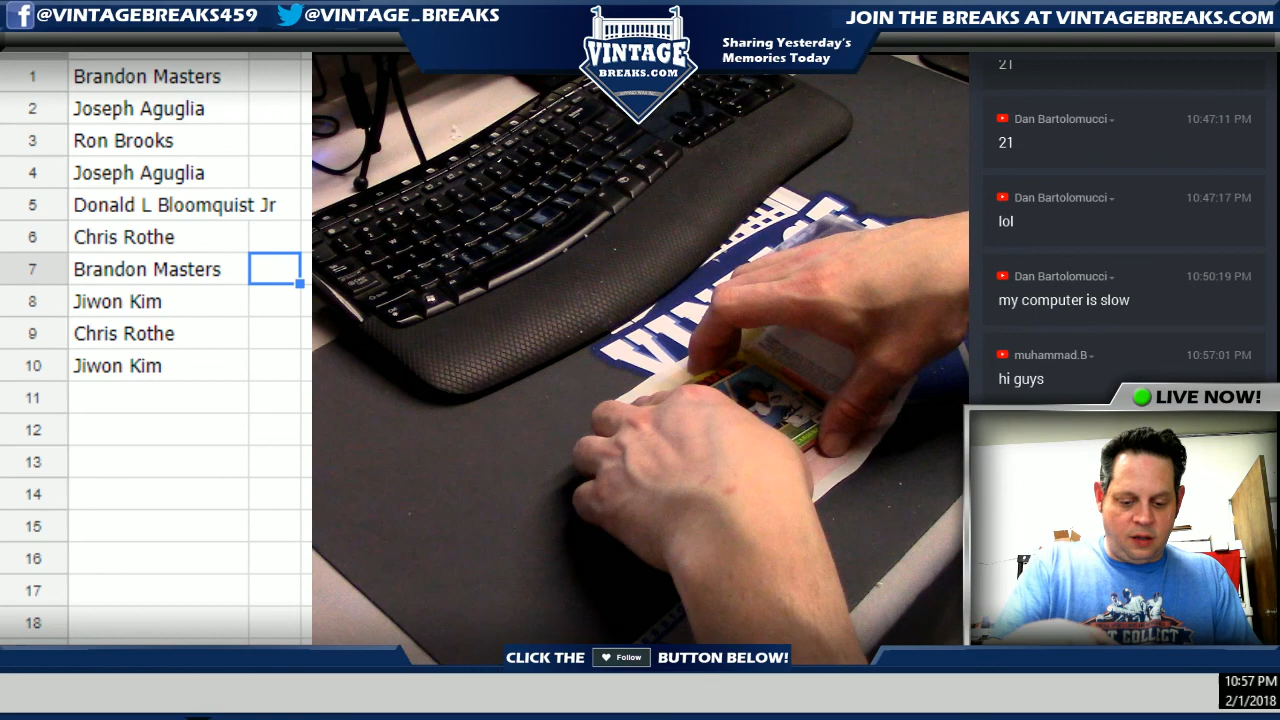 @VINTAGEBREAKS459
@VINTAGE_BREAKS
JOIN THE BREAKS AT VINTAGEBREAKS.COM
VINTAGE
BREAKS.COM
Sharing Yesterday's
Memories Today
1 Brandon Masters
2 Joseph Aguglia
3 Ron Brooks
4 Joseph Aguglia
5 Donald L Bloomquist Jr
6 Chris Rothe
7 Brandon Masters
8 Jiwon Kim
9 Chris Rothe
10 Jiwon Kim
11
12
13
14
15
16
17
18
21
Dan Bartolomucci 10:47:11 PM
21
Dan Bartolomucci 10:47:17 PM
lol
Dan Bartolomucci 10:50:19 PM
my computer is slow
muhammad.B 10:57:01 PM
hi guys
LIVE NOW!
COLLECT
CLICK THE Follow BUTTON BELOW!
10:57 PM
2/1/2018